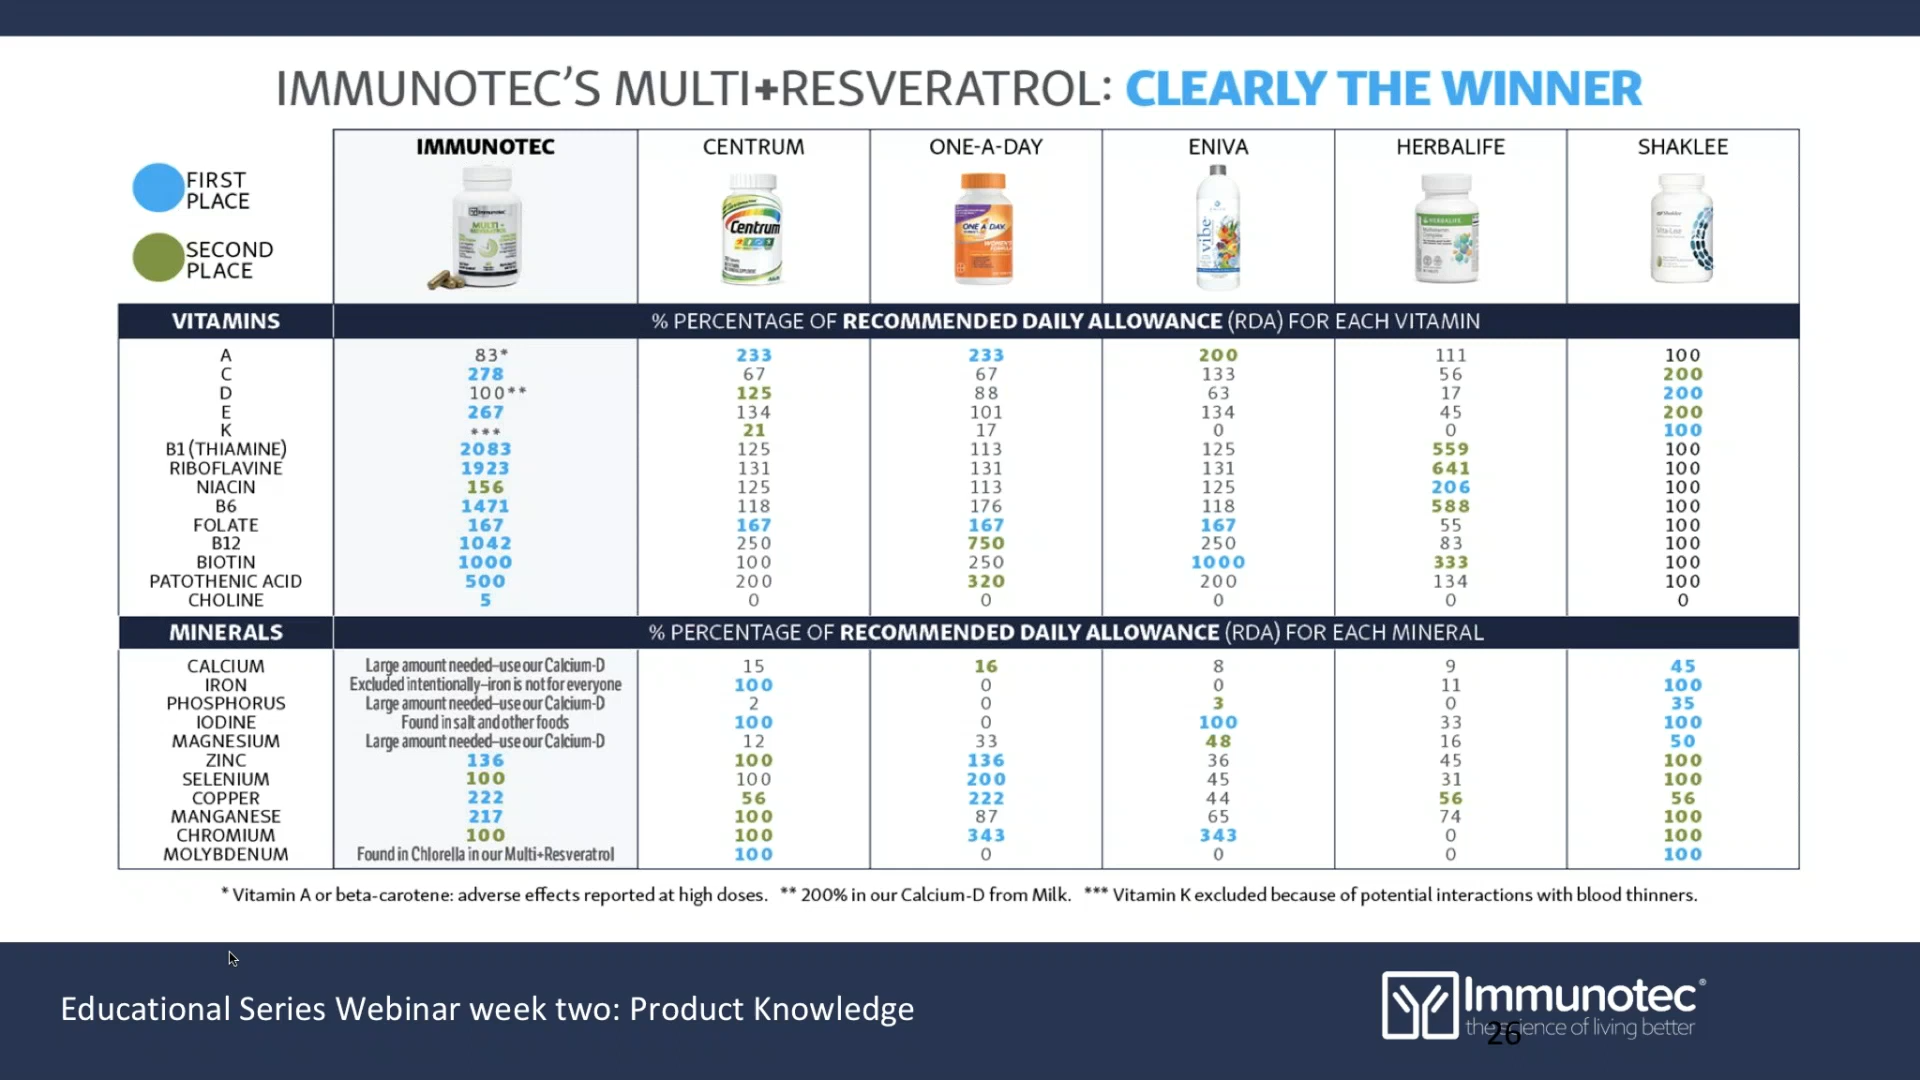 IMMUNOTEC'S MULTI+RESVERATROL: CLEARLY THE WINNER
FIRST PLACE
SECOND PLACE
IMMUNOTEC CENTRUM ONE-A-DAY ENIVA HERBALIFE SHAKLEE
VITAMINS % PERCENTAGE OF RECOMMENDED DAILY ALLOWANCE (RDA) FOR EACH VITAMIN
A 83* 233 233 200 111 100
C 278 67 67 133 56 200
D 100** 125 88 63 17 200
E 267 134 101 134 45 200
K *** 21 17 0 0 100
B1 (THIAMINE) 2083 125 113 125 559 100
RIBOFLAVINE 1923 131 131 131 641 100
NIACIN 156 125 113 125 206 100
B6 1471 118 176 118 588 100
FOLATE 167 167 167 167 55 100
B12 1042 250 750 250 83 100
BIOTIN 1000 100 250 1000 333 100
PATOTHENIC ACID 500 200 320 200 134 100
CHOLINE 5 0 0 0 0 0
MINERALS % PERCENTAGE OF RECOMMENDED DAILY ALLOWANCE (RDA) FOR EACH MINERAL
CALCIUM Large amount needed–use our Calcium-D 15 16 8 9 45
IRON Excluded intentionally–iron is not for everyone 100 0 0 11 100
PHOSPHORUS Large amount needed–use our Calcium-D 2 0 3 0 35
IODINE Found in salt and other foods 100 0 100 33 100
MAGNESIUM Large amount needed–use our Calcium-D 12 33 48 16 50
ZINC 136 100 136 36 45 100
SELENIUM 100 100 200 45 31 100
COPPER 222 56 222 44 56 56
MANGANESE 217 100 87 65 74 100
CHROMIUM 100 100 343 343 0 100
MOLYBDENUM Found in Chlorella in our Multi+Resveratrol 100 0 0 0 100
* Vitamin A or beta-carotene: adverse effects reported at high doses. ** 200% in our Calcium-D from Milk. *** Vitamin K excluded because of potential interactions with blood thinners.
Educational Series Webinar week two: Product Knowledge
Immunotec®
the science of living better
26